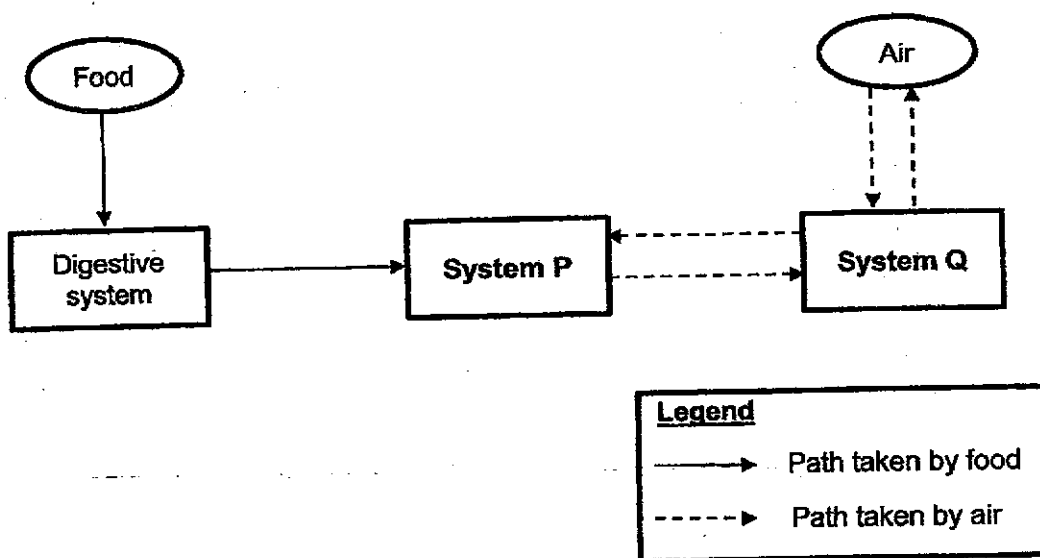 Food
Air
Digestive
system
System P
System Q
Legend
Path taken by food
Path taken by air